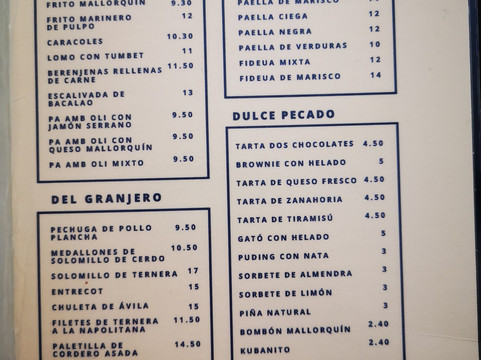 FRITO MALLORQUÍN 9.30
FRITO MARINERO 12
DE PULPO
CARACOLES 10.30
LOMO CON TUMBET 11
BERENJENAS RELLENAS 11.50
DE CARNE
ESCALIVADA DE 13
BACALAO
PA AMB OLI CON 9.50
JAMÓN SERRANO
PA AMB OLI CON 9.50
QUESO MALLORQUÍN
PA AMB OLI MIXTO 9.50
DEL GRANJERO
PECHUGA DE POLLO 9.50
PLANCHA
MEDALLONES DE 10.50
SOLOMILLO DE CERDO
SOLOMILLO DE TERNERA 17
ENTRECOT 15
CHULETA DE ÁVILA 15
FILETES DE TERNERA 11.50
A LA NAPOLITANA
PALETILLA DE 14.50
CORDERO ASADA
PAELLA DE MARISCO
PAELLA CIEGA 12
PAELLA NEGRA 12
PAELLA DE VERDURAS 10
FIDEUA MIXTA 12
FIDEUA DE MARISCO 14
DULCE PECADO
TARTA DOS CHOCOLATES 4.50
BROWNIE CON HELADO 5
TARTA DE QUESO FRESCO 4.50
TARTA DE ZANAHORIA 4.50
TARTA DE TIRAMISÚ 4.50
GATÓ CON HELADO 5
PUDING CON NATA 3
SORBETE DE ALMENDRA 3
SORBETE DE LIMÓN 3
PIÑA NATURAL 3
BOMBÓN MALLORQUÍN 2.40
KUBANITO 2.40